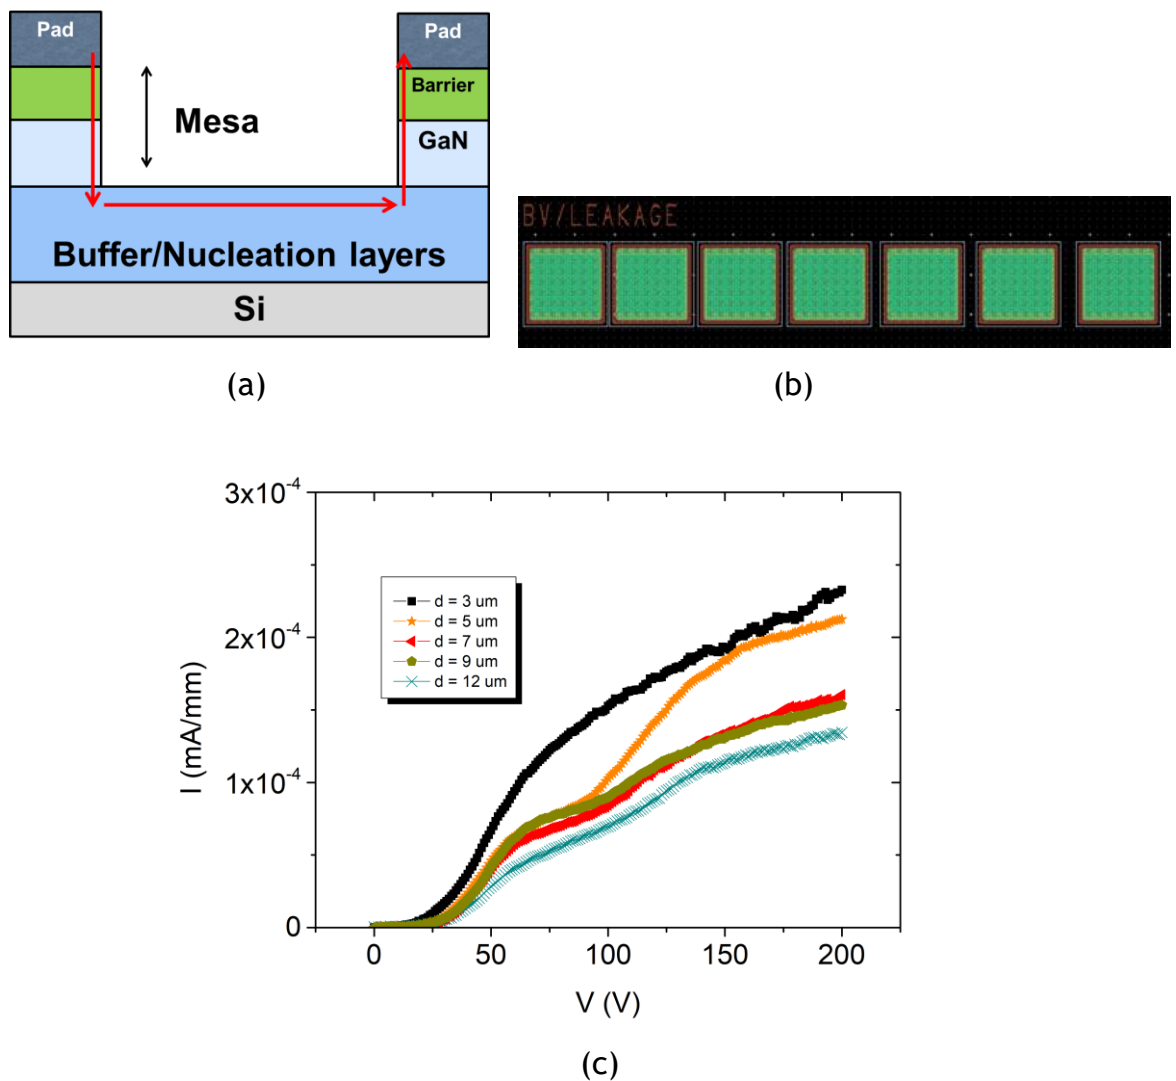 Pad
Pad
Barrier
Mesa
GaN
Buffer/Nucleation layers
Si
(a)
BV/LEAKAGE
(b)
3x10⁻⁴
2x10⁻⁴
1x10⁻⁴
0
I (mA/mm)
d = 3 um
d = 5 um
d = 7 um
d = 9 um
d = 12 um
0 50 100 150 200
V (V)
(c)